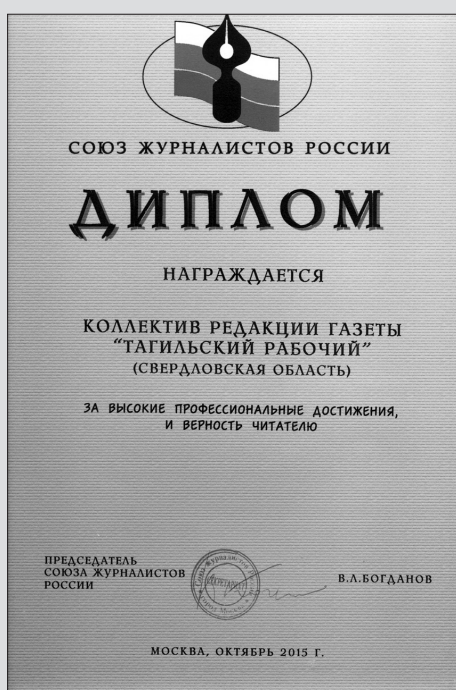 СОЮЗ ЖУРНАЛИСТОВ РОССИИ
ДИПЛОМ
НАГРАЖДАЕТСЯ
КОЛЛЕКТИВ РЕДАКЦИИ ГАЗЕТЫ
“ТАГИЛЬСКИЙ РАБОЧИЙ”
(СВЕРДЛОВСКАЯ ОБЛАСТЬ)
ЗА ВЫСОКИЕ ПРОФЕССИОНАЛЬНЫЕ ДОСТИЖЕНИЯ,
И ВЕРНОСТЬ ЧИТАТЕЛЮ
ПРЕДСЕДАТЕЛЬ
СОЮЗА ЖУРНАЛИСТОВ
РОССИИ
В.Л.БОГДАНОВ
МОСКВА, ОКТЯБРЬ 2015 Г.